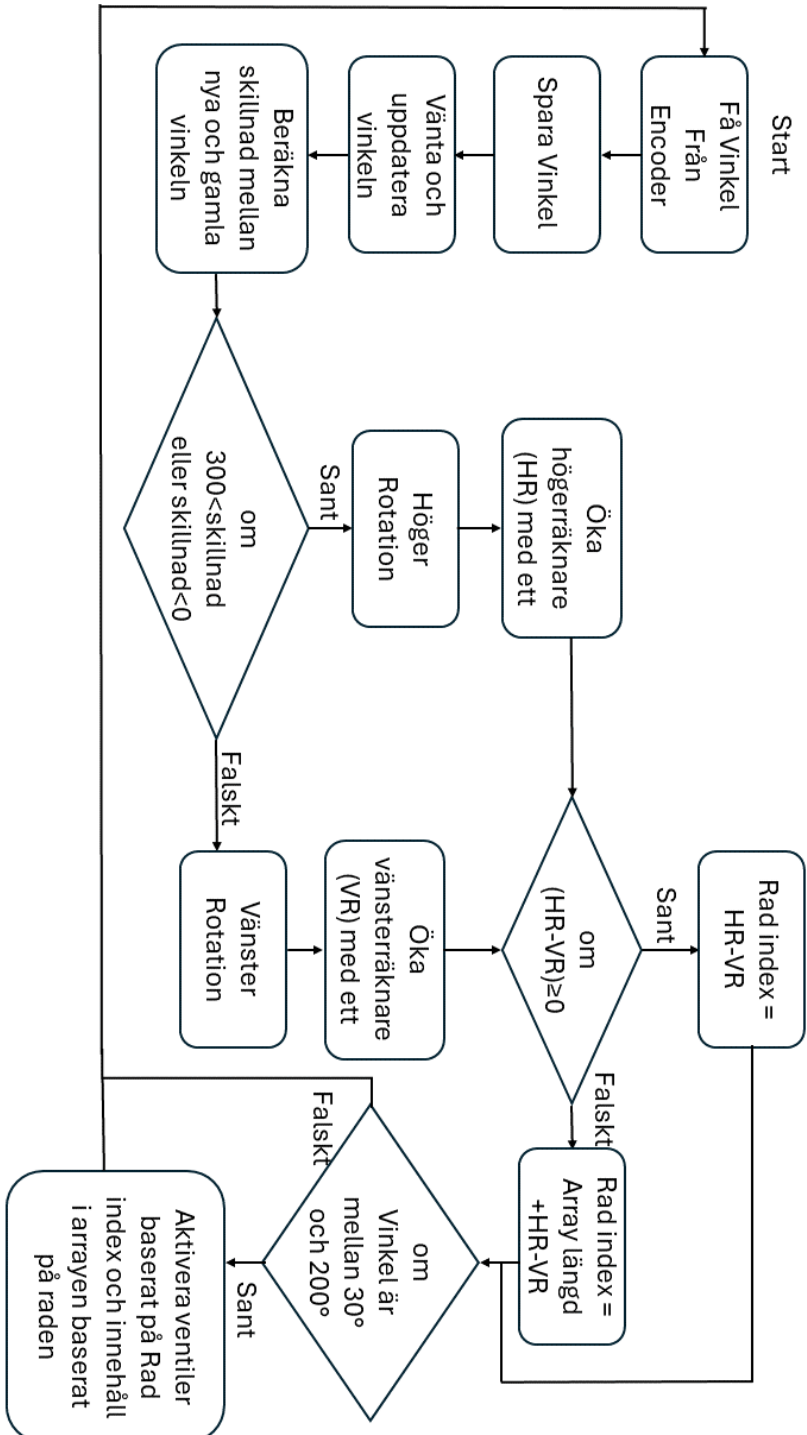 Start
Få Vinkel
Från
Encoder
Spara Vinkel
Vänta och
uppdatera
vinkeln
Beräkna
skillnad mellan
nya och gamla
vinkeln
om
300<skillnad
eller skillnad<0
Sant
Höger
Rotation
Öka
högerräknare
(HR) med ett
Falskt
Vänster
Rotation
Öka
vänsterräknare
(VR) med ett
om
(HR-VR)≥0
Sant
Rad index =
HR-VR
Falskt
Rad index =
Array längd
+HR-VR
om
Vinkel är
mellan 30°
och 200°
Falskt
Sant
Aktivera ventiler
baserat på Rad
index och innehåll
i arrayen baserat
på raden